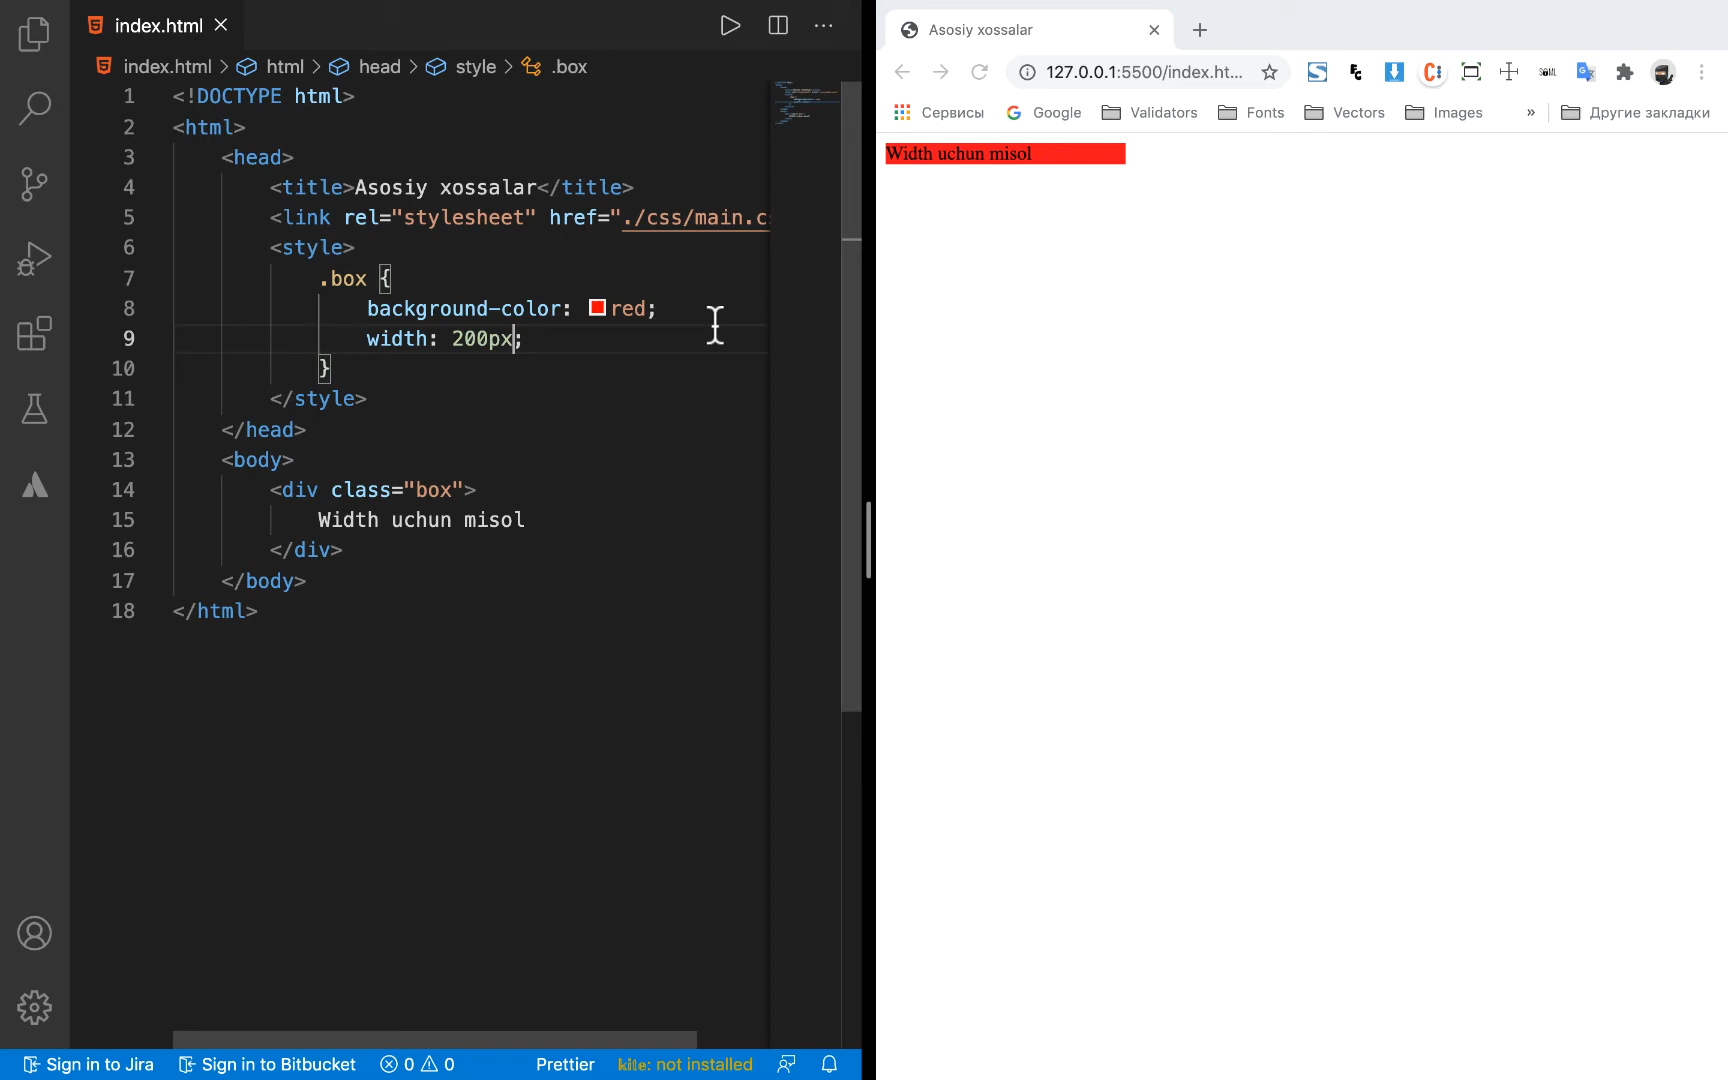 index.html
index.html > html > head > style > .box
1 <!DOCTYPE html>
2 <html>
3 <head>
4 <title>Asosiy xossalar</title>
5 <link rel="stylesheet" href="./css/main.c
6 <style>
7 .box {
8 background-color: red;
9 width: 200px;
10 }
11 </style>
12 </head>
13 <body>
14 <div class="box">
15 Width uchun misol
16 </div>
17 </body>
18 </html>
Sign in to Jira Sign in to Bitbucket 0 0 Prettier kite: not installed
Asosiy xossalar
127.0.0.1:5500/index.ht...
Сервисы Google Validators Fonts Vectors Images » Другие закладки
Width uchun misol